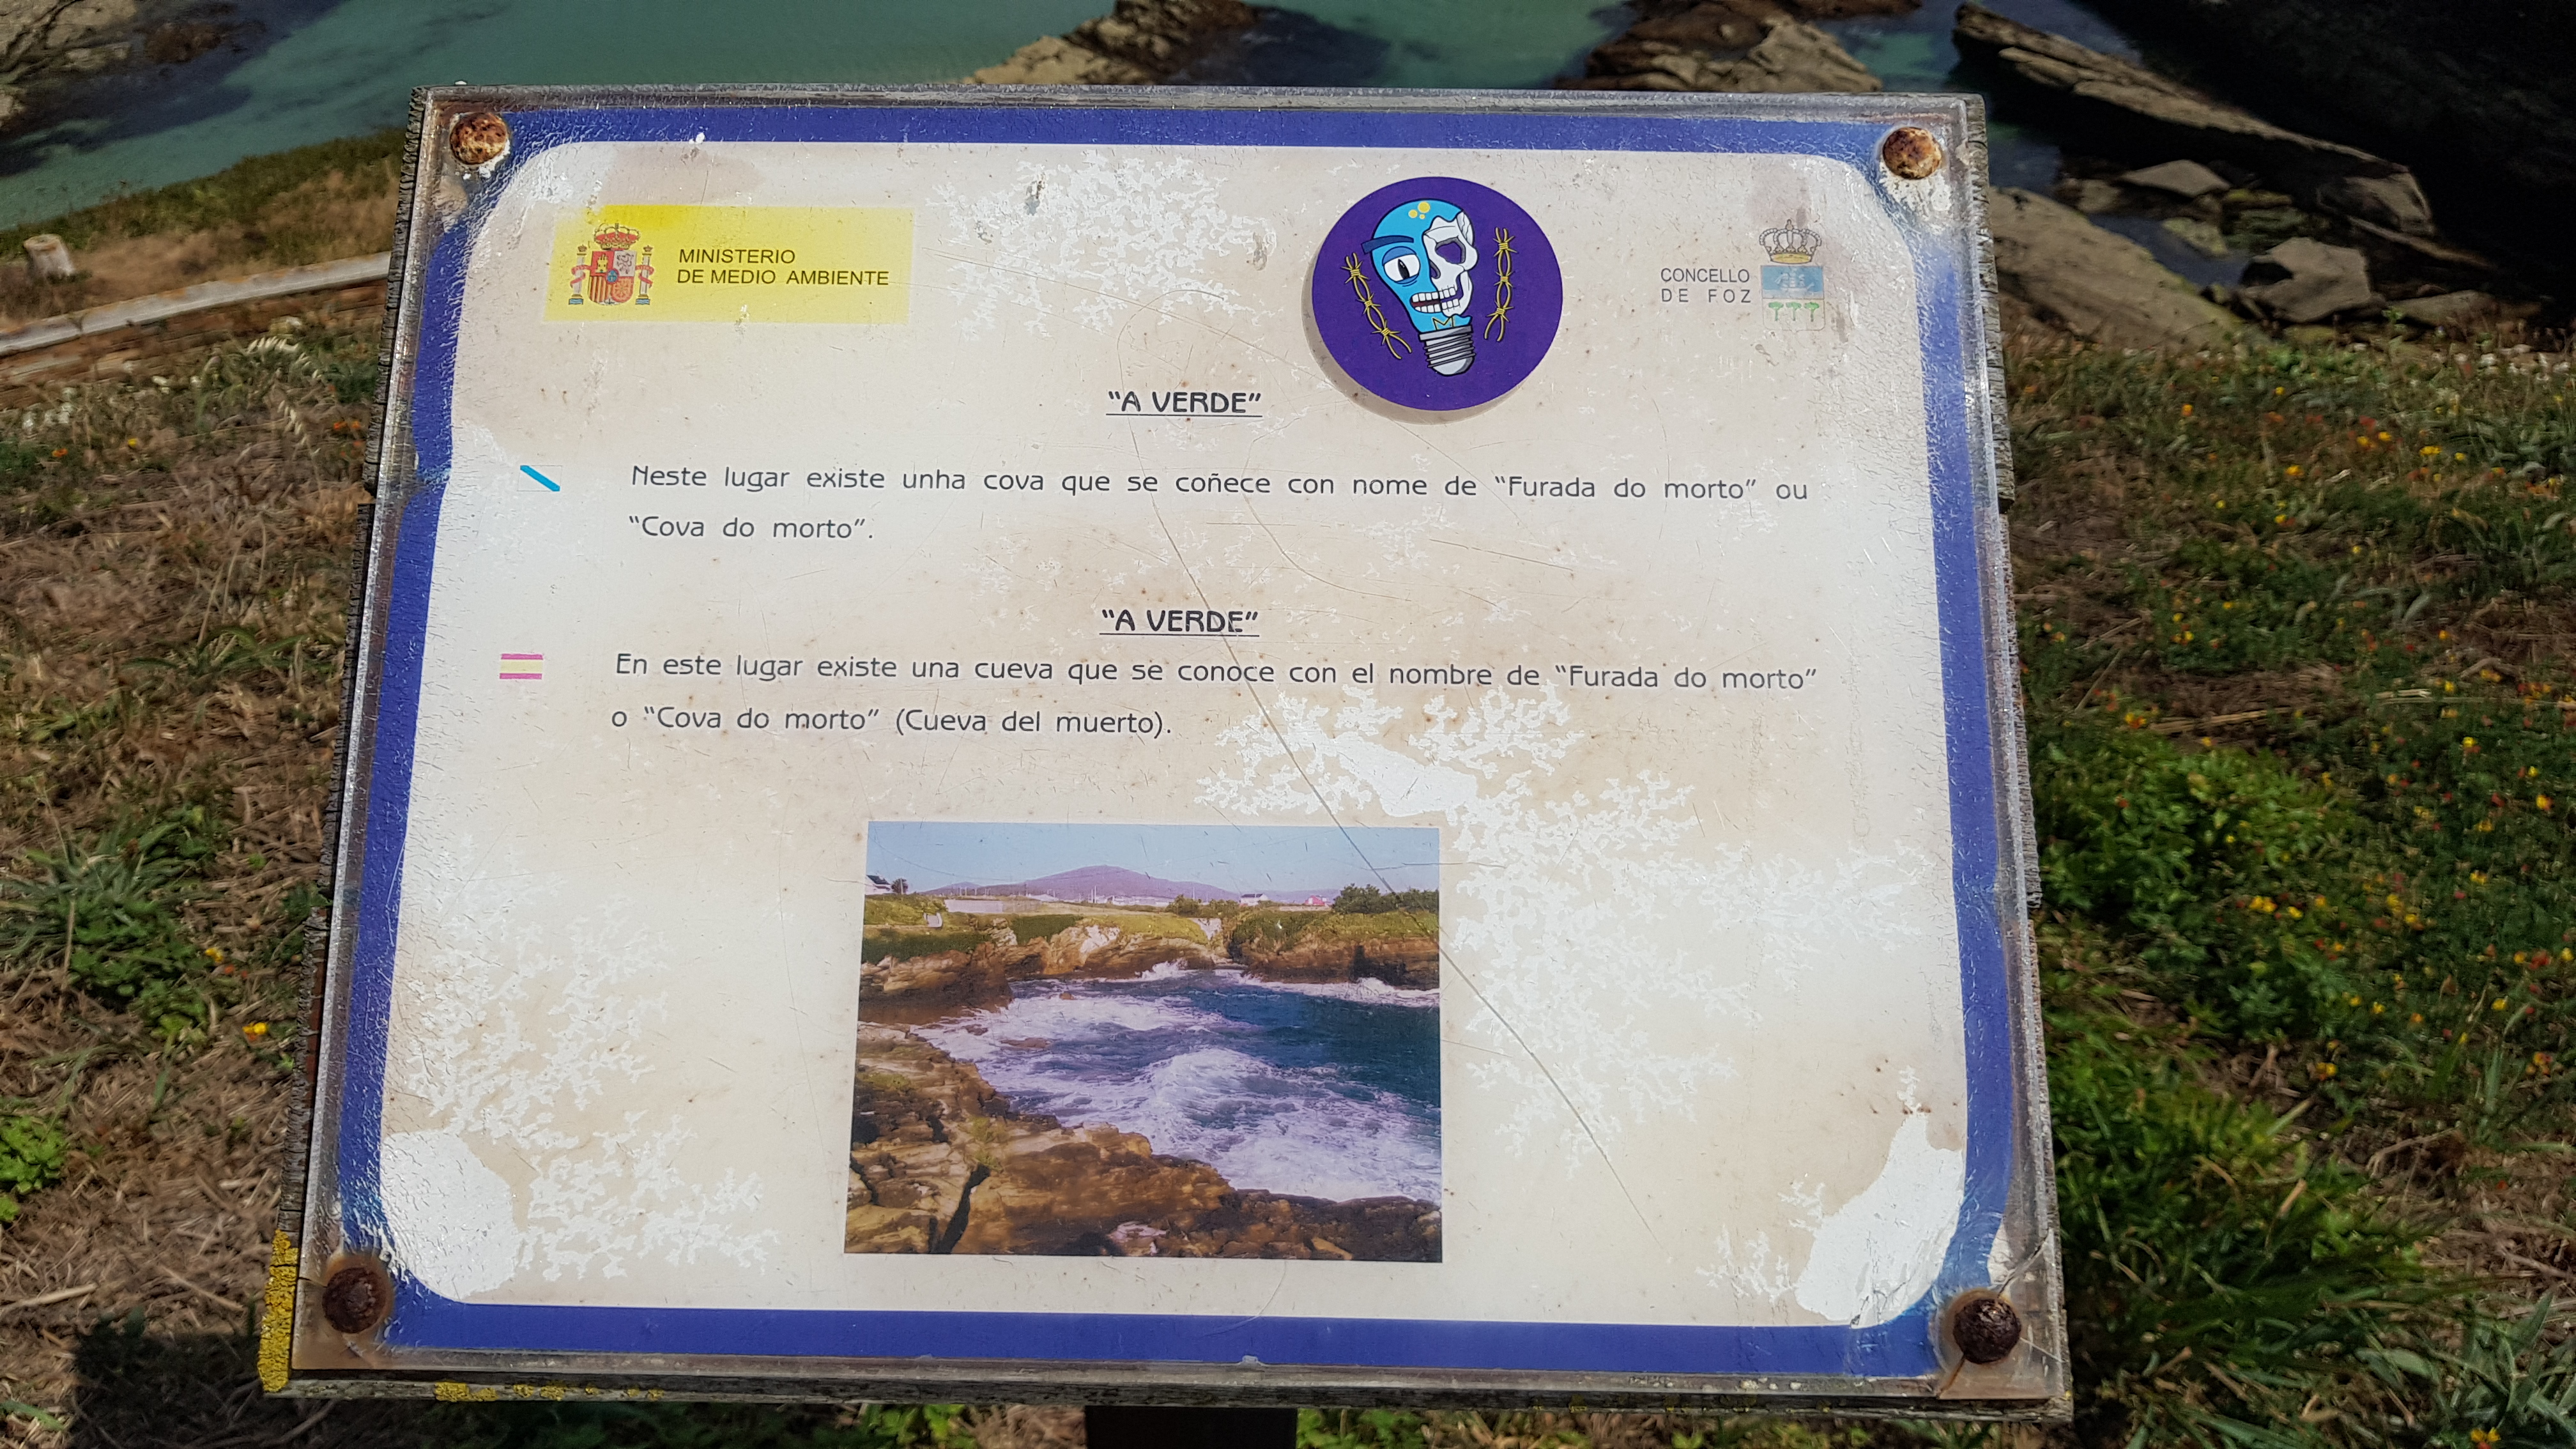 MINISTERIO
DE MEDIO AMBIENTE
CONCELLO
DE FOZ
“A VERDE”
Neste lugar existe unha cova que se coñece con nome de “Furada do morto” ou
“Cova do morto”.
“A VERDE”
En este lugar existe una cueva que se conoce con el nombre de “Furada do morto”
o “Cova do morto” (Cueva del muerto).